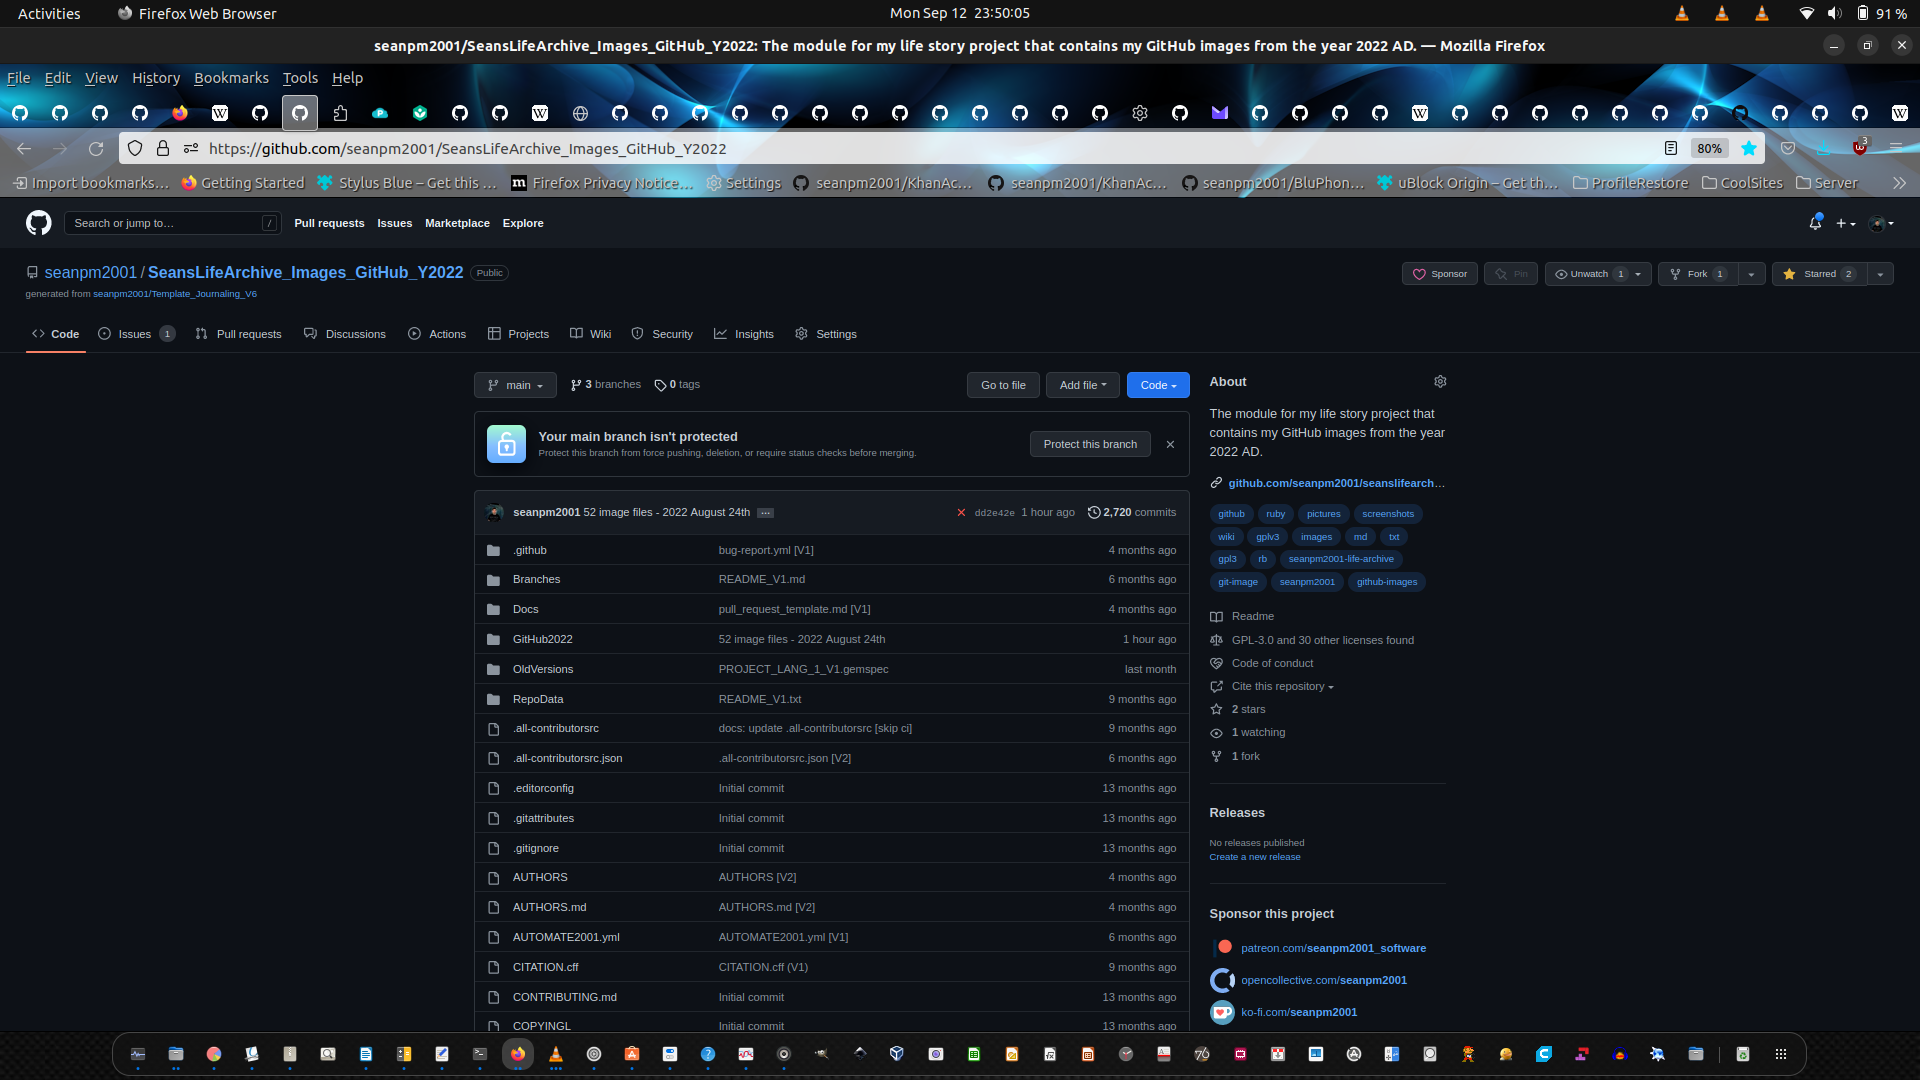 Activities Firefox Web Browser Mon Sep 12 23:50:05 91 %
seanpm2001/SeansLifeArchive_Images_GitHub_Y2022: The module for my life story project that contains my GitHub images from the year 2022 AD. — Mozilla Firefox
File Edit View History Bookmarks Tools Help
https://github.com/seanpm2001/SeansLifeArchive_Images_GitHub_Y2022 80% 3
Import bookmarks… Getting Started Stylus Blue – Get this … Firefox Privacy Notice… Settings seanpm2001/KhanAc… seanpm2001/KhanAc… seanpm2001/BluPhon… uBlock Origin – Get th… ProfileRestore CoolSites Server
Search or jump to… / Pull requests Issues Marketplace Explore
seanpm2001 / SeansLifeArchive_Images_GitHub_Y2022 Public Sponsor Pin Unwatch 1 Fork 1 Starred 2
generated from seanpm2001/Template_Journaling_V6
Code Issues 1 Pull requests Discussions Actions Projects Wiki Security Insights Settings
main 3 branches 0 tags Go to file Add file Code
Your main branch isn't protected
Protect this branch from force pushing, deletion, or require status checks before merging.
Protect this branch
seanpm2001 52 image files - 2022 August 24th … dd2e42e 1 hour ago 2,720 commits
.github bug-report.yml [V1] 4 months ago
Branches README_V1.md 6 months ago
Docs pull_request_template.md [V1] 4 months ago
GitHub2022 52 image files - 2022 August 24th 1 hour ago
OldVersions PROJECT_LANG_1_V1.gemspec last month
RepoData README_V1.txt 9 months ago
.all-contributorsrc docs: update .all-contributorsrc [skip ci] 9 months ago
.all-contributorsrc.json .all-contributorsrc.json [V2] 6 months ago
.editorconfig Initial commit 13 months ago
.gitattributes Initial commit 13 months ago
.gitignore Initial commit 13 months ago
AUTHORS AUTHORS [V2] 4 months ago
AUTHORS.md AUTHORS.md [V2] 4 months ago
AUTOMATE2001.yml AUTOMATE2001.yml [V1] 6 months ago
CITATION.cff CITATION.cff (V1) 9 months ago
CONTRIBUTING.md Initial commit 13 months ago
COPYINGL Initial commit 13 months ago
About
The module for my life story project that
contains my GitHub images from the year
2022 AD.
github.com/seanpm2001/seanslifearch…
github ruby pictures screenshots
wiki gplv3 images md txt
gpl3 rb seanpm2001-life-archive
git-image seanpm2001 github-images
Readme
GPL-3.0 and 30 other licenses found
Code of conduct
Cite this repository
2 stars
1 watching
1 fork
Releases
No releases published
Create a new release
Sponsor this project
patreon.com/seanpm2001_software
opencollective.com/seanpm2001
ko-fi.com/seanpm2001